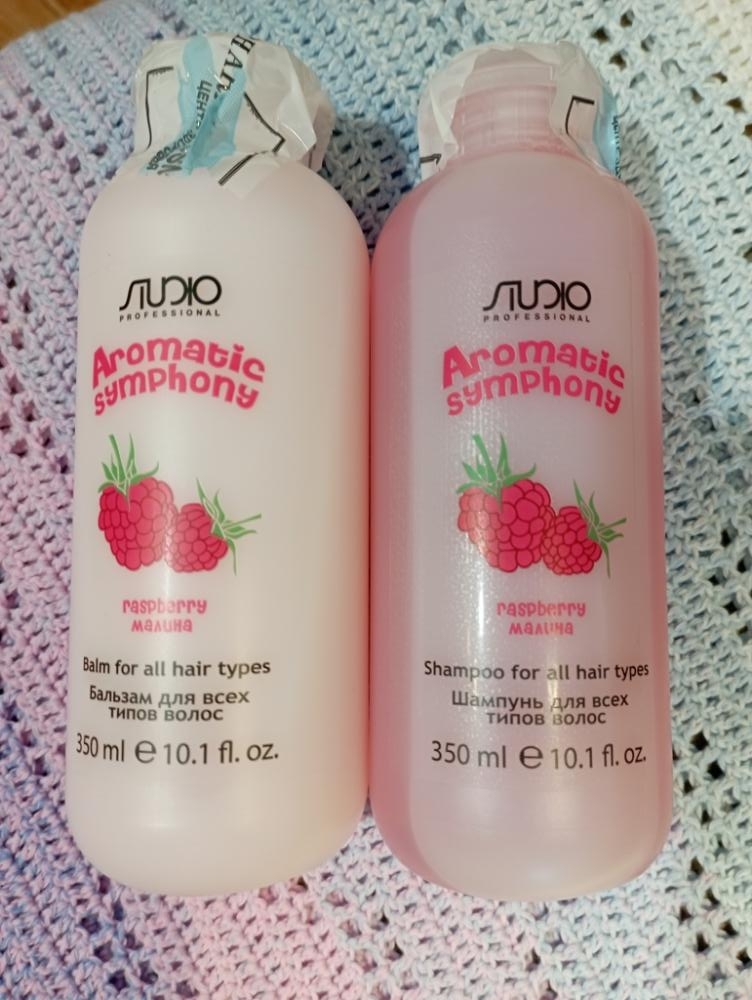 STUDIO
PROFESSIONAL
Aromatic
symphony
raspberry
малина
Balm for all hair types
Бальзам для всех
типов волос
350 ml e 10.1 fl. oz.
STUDIO
PROFESSIONAL
Aromatic
symphony
raspberry
малина
Shampoo for all hair types
Шампунь для всех
типов волос
350 ml e 10.1 fl. oz.